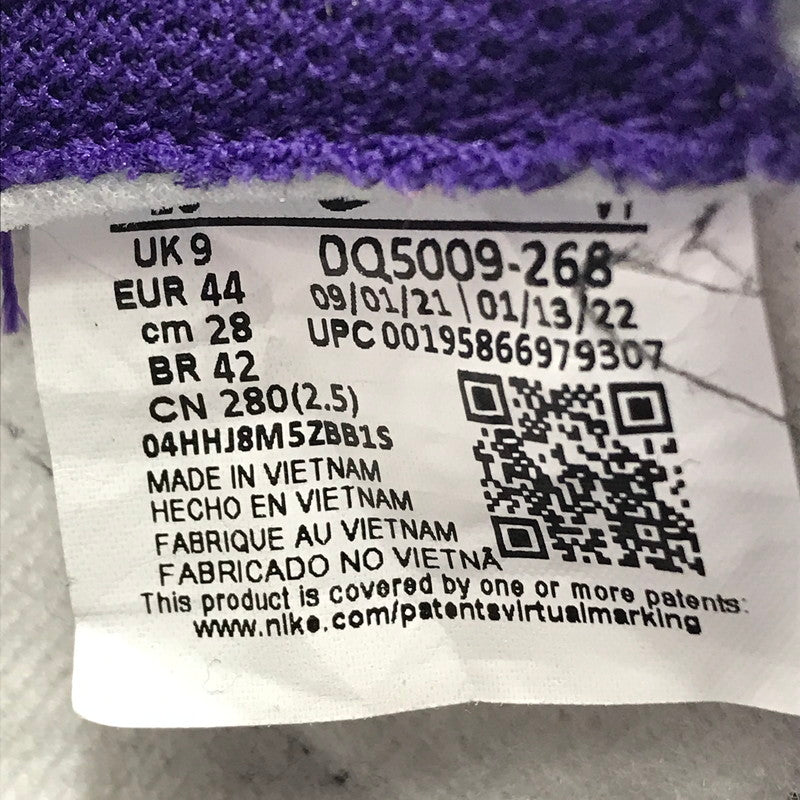 UK 9
EUR 44
cm 28
BR 42
CN 280(2.5)
04HHJ8M5ZBB1S
DQ5009-268
09/01/21 | 01/13/22
UPC 00195866979307
MADE IN VIETNAM
HECHO EN VIETNAM
FABRIQUE AU VIETNAM
FABRICADO NO VIETNÃ
This product is covered by one or more patents:
www.nike.com/patentsvirtualmarking